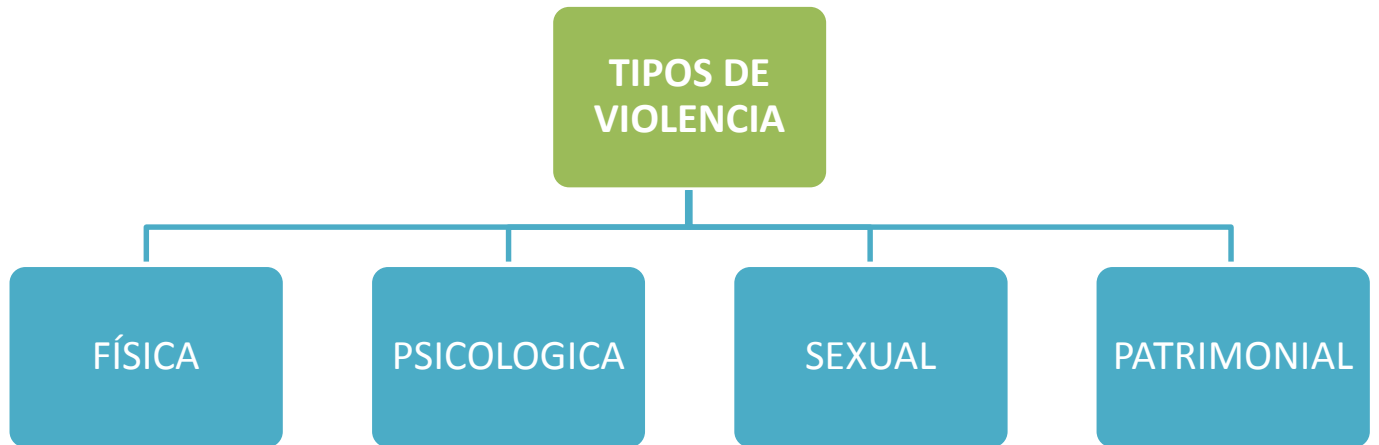 TIPOS DE
VIOLENCIA
FÍSICA
PSICOLOGICA
SEXUAL
PATRIMONIAL